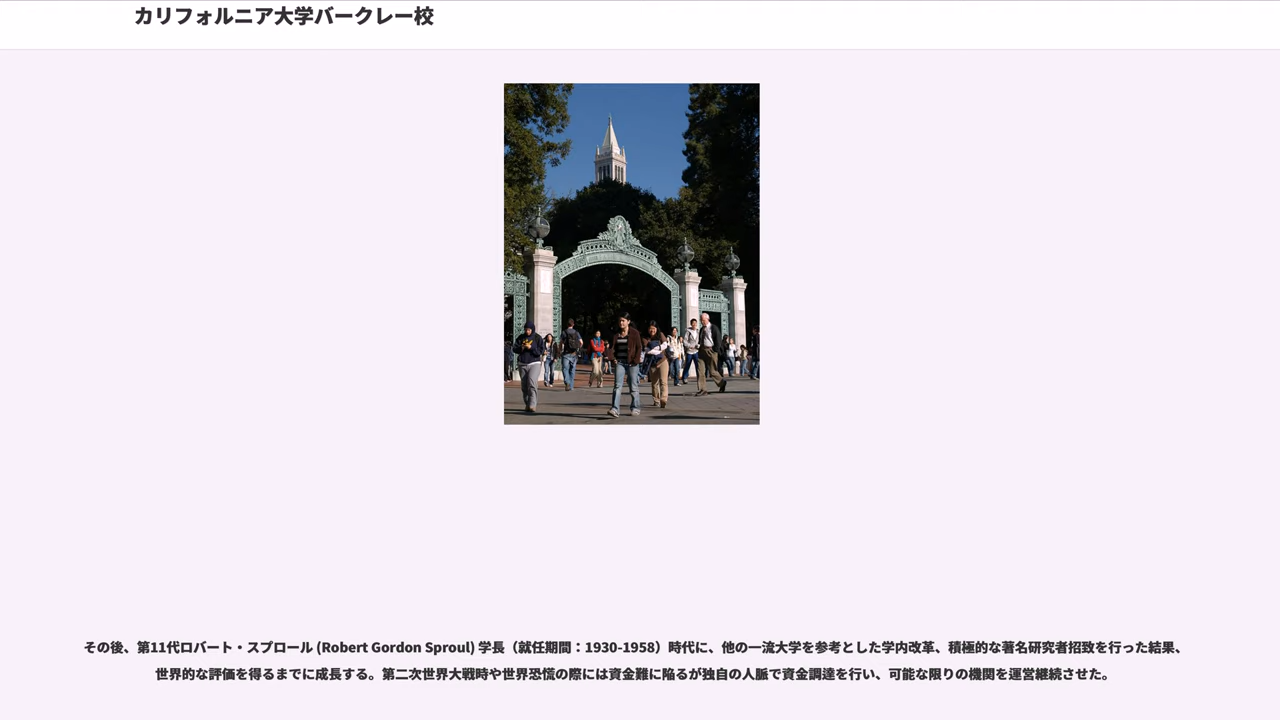 カリフォルニア大学バークレー校
その後、第11代ロバート・スプロール (Robert Gordon Sproul) 学長（就任期間：1930-1958）時代に、他の一流大学を参考とした学内改革、積極的な著名研究者招致を行った結果、
世界的な評価を得るまでに成長する。第二次世界大戦時や世界恐慌の際には資金難に陥るが独自の人脈で資金調達を行い、可能な限りの機関を運営継続させた。